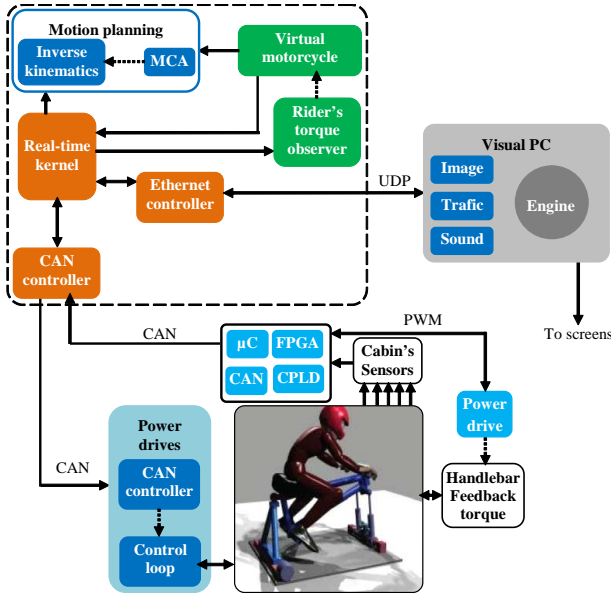 Motion planning
Inverse
kinematics
MCA
Virtual
motorcycle
Real-time
kernel
Rider's
torque
observer
Ethernet
controller
CAN
controller
UDP
Visual PC
Image
Trafic
Sound
Engine
To screens
CAN
PWM
µC
FPGA
CAN
CPLD
Cabin's
Sensors
Power
drive
Handlebar
Feedback
torque
CAN
Power
drives
CAN
controller
Control
loop